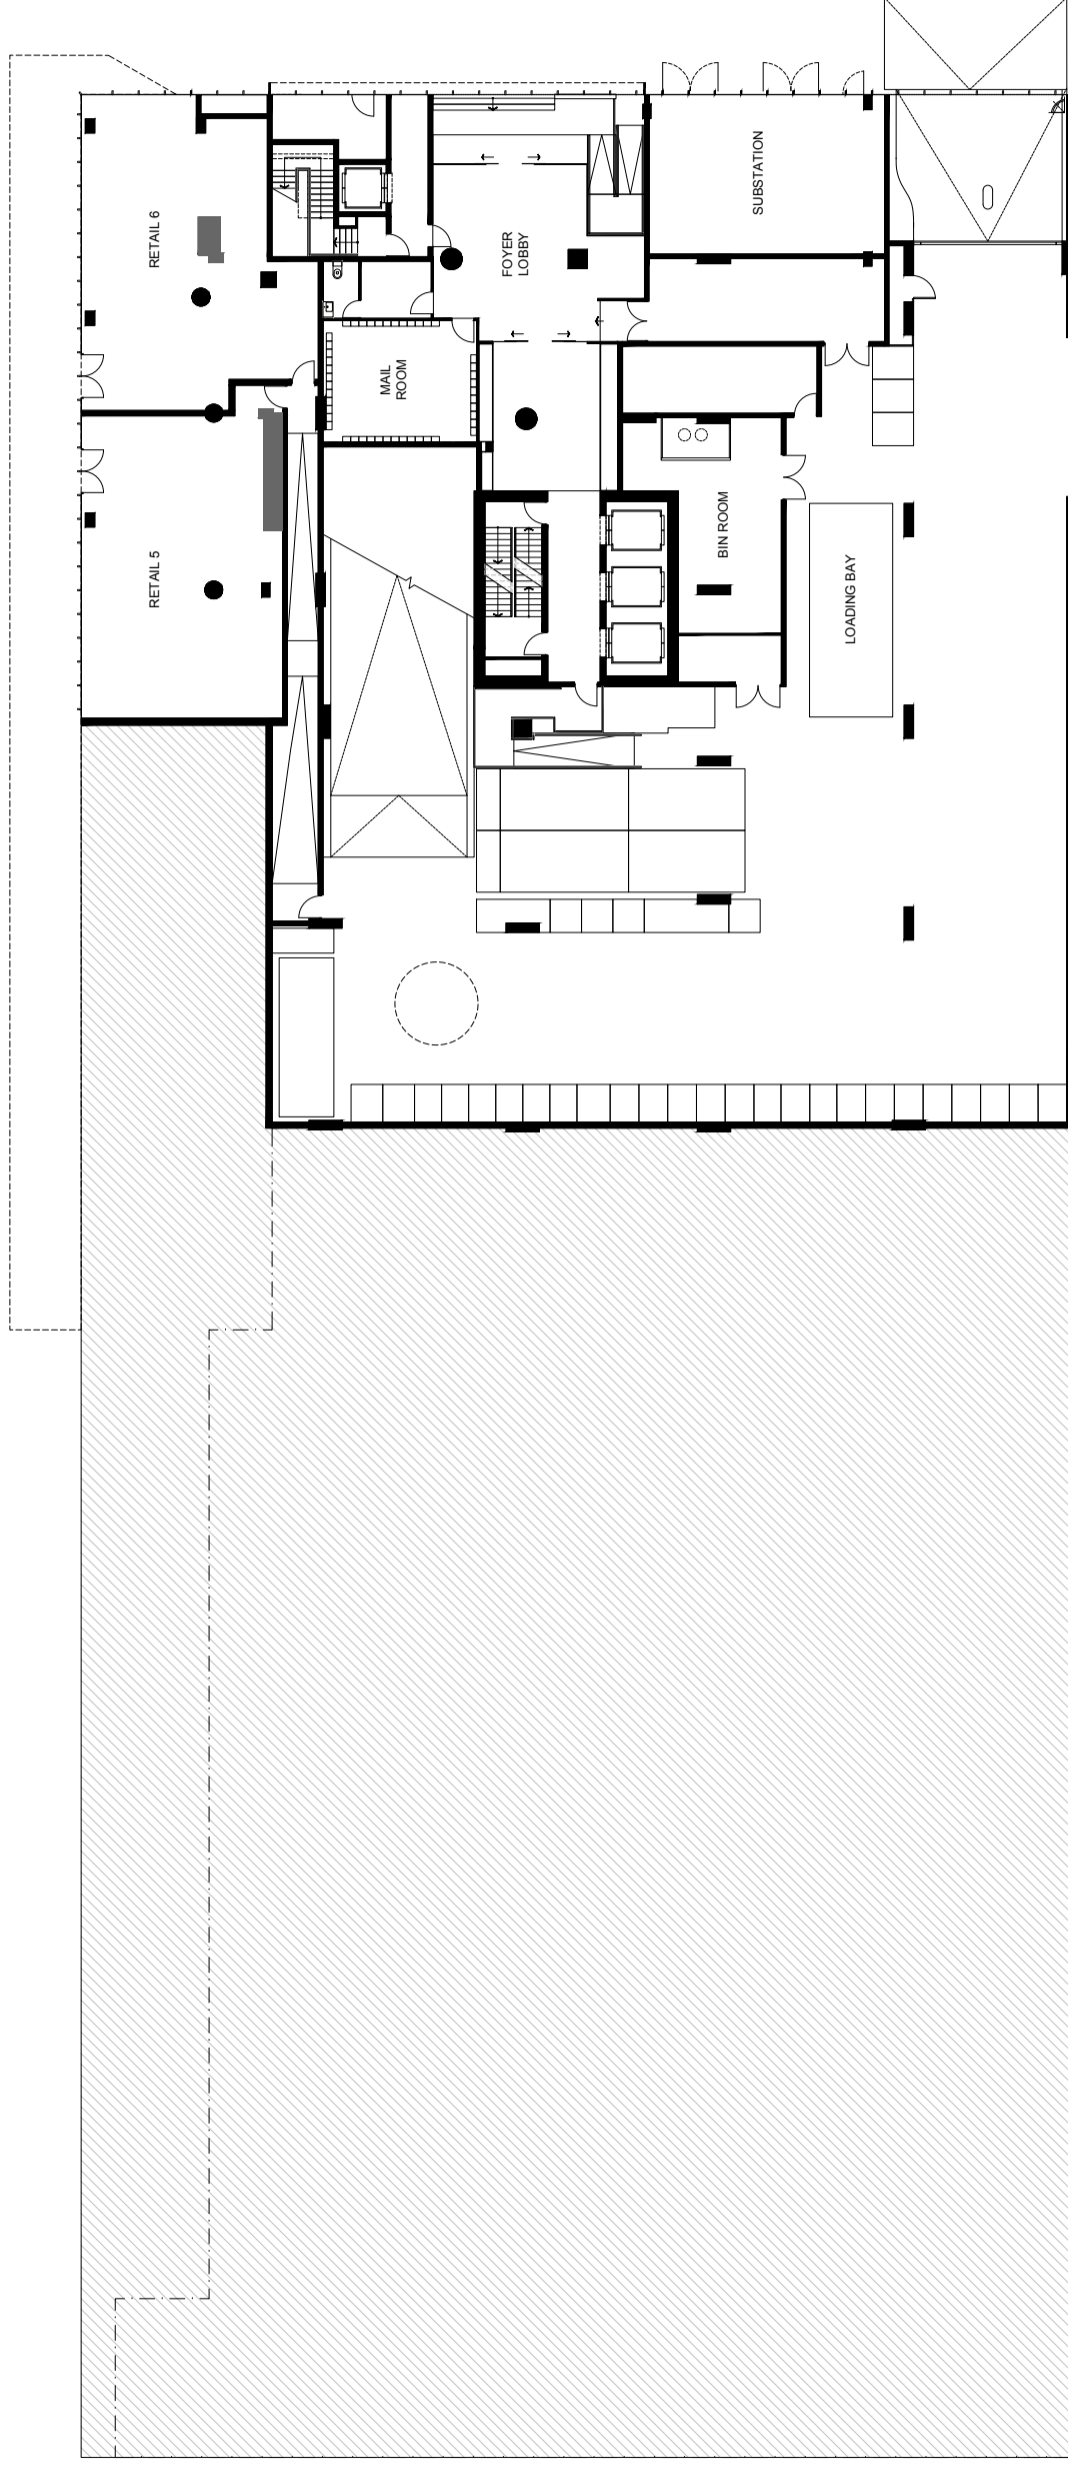 RETAIL 6
FOYER
LOBBY
SUBSTATION
MAIL
ROOM
RETAIL 5
BIN ROOM
LOADING BAY